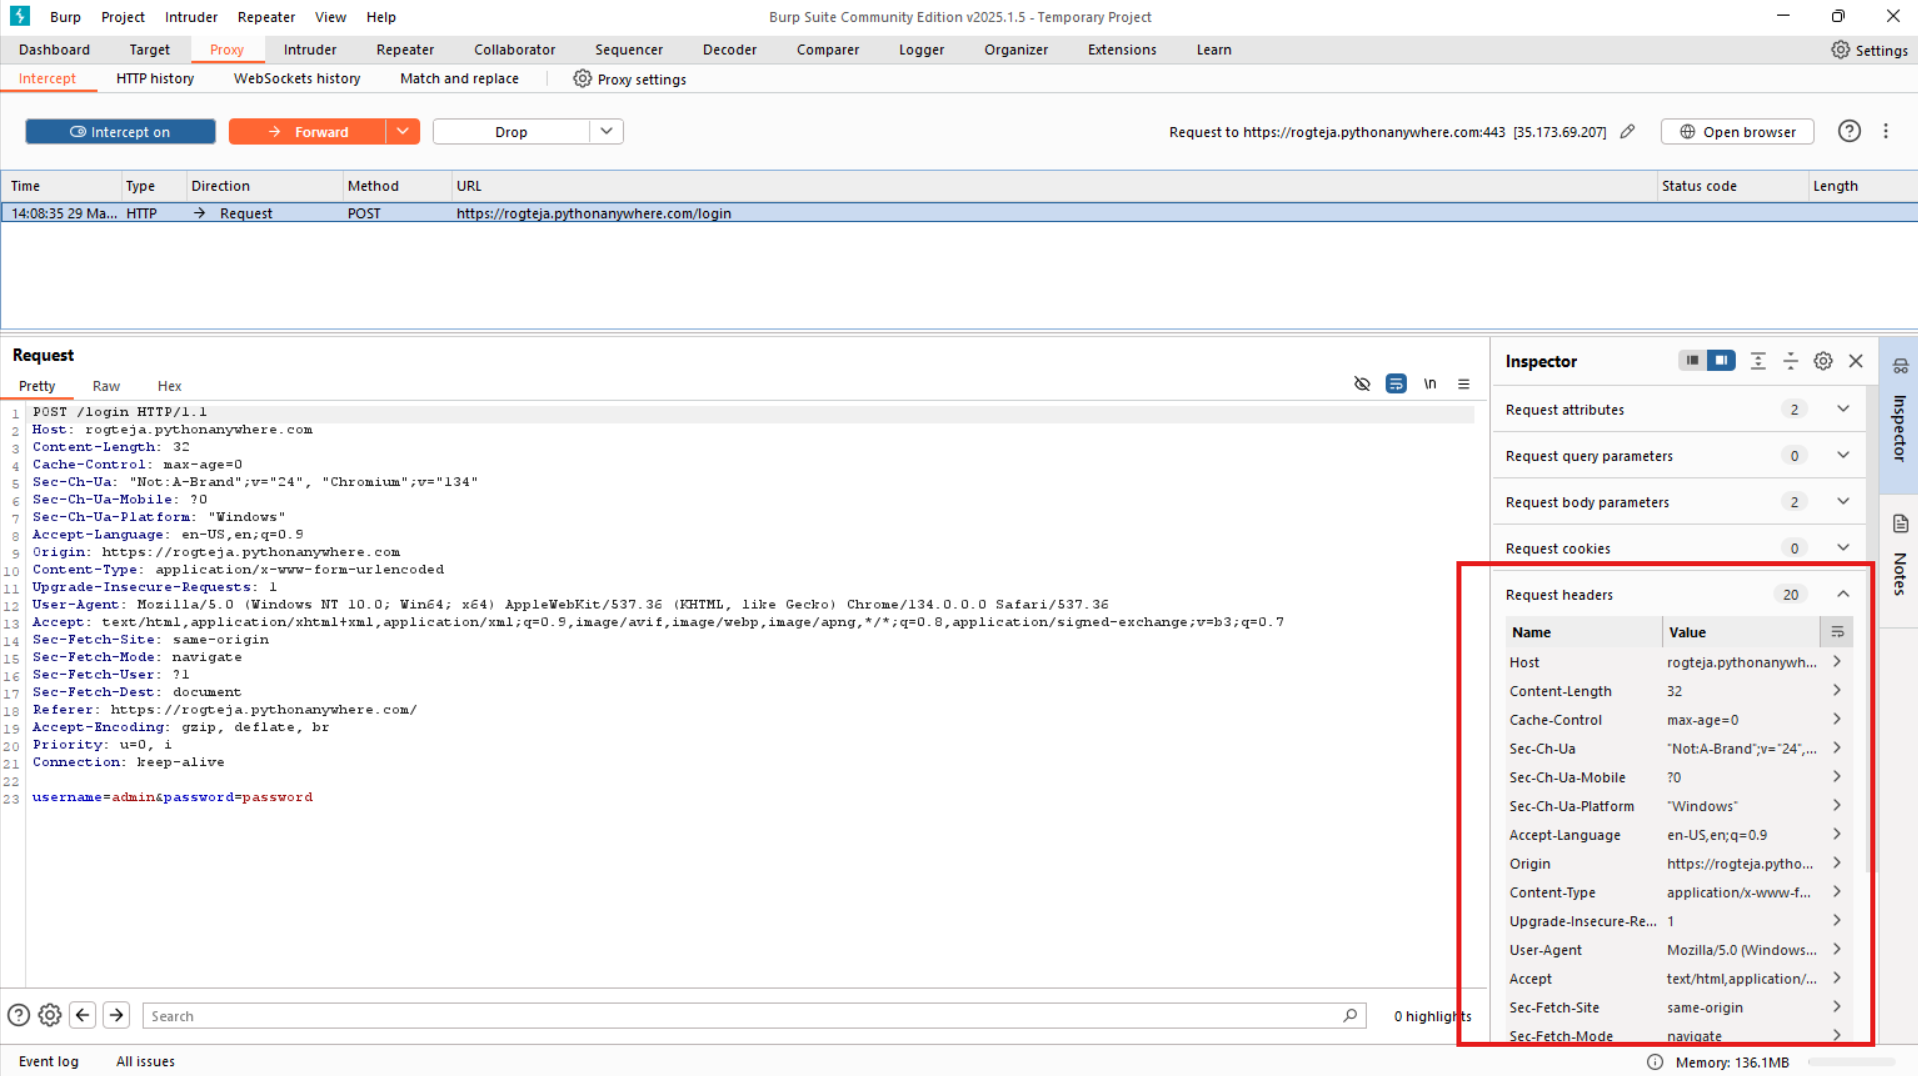 Burp Project Intruder Repeater View Help
Burp Suite Community Edition v2025.1.5 - Temporary Project
Dashboard Target Proxy Intruder Repeater Collaborator Sequencer Decoder Comparer Logger Organizer Extensions Learn Settings
Intercept HTTP history WebSockets history Match and replace Proxy settings
Intercept on Forward Drop Request to https://rogteja.pythonanywhere.com:443 [35.173.69.207] Open browser
Time Type Direction Method URL Status code Length
14:08:35 29 Ma... HTTP → Request POST https://rogteja.pythonanywhere.com/login
Request
Pretty Raw Hex \n
1 POST /login HTTP/1.1
2 Host: rogteja.pythonanywhere.com
3 Content-Length: 32
4 Cache-Control: max-age=0
5 Sec-Ch-Ua: "Not:A-Brand";v="24", "Chromium";v="134"
6 Sec-Ch-Ua-Mobile: ?0
7 Sec-Ch-Ua-Platform: "Windows"
8 Accept-Language: en-US,en;q=0.9
9 Origin: https://rogteja.pythonanywhere.com
10 Content-Type: application/x-www-form-urlencoded
11 Upgrade-Insecure-Requests: 1
12 User-Agent: Mozilla/5.0 (Windows NT 10.0; Win64; x64) AppleWebKit/537.36 (KHTML, like Gecko) Chrome/134.0.0.0 Safari/537.36
13 Accept: text/html,application/xhtml+xml,application/xml;q=0.9,image/avif,image/webp,image/apng,*/*;q=0.8,application/signed-exchange;v=b3;q=0.7
14 Sec-Fetch-Site: same-origin
15 Sec-Fetch-Mode: navigate
16 Sec-Fetch-User: ?1
17 Sec-Fetch-Dest: document
18 Referer: https://rogteja.pythonanywhere.com/
19 Accept-Encoding: gzip, deflate, br
20 Priority: u=0, i
21 Connection: keep-alive
22
23 username=admin&password=password
Search
0 highlights
Inspector
Request attributes 2
Request query parameters 0
Request body parameters 2
Request cookies 0
Request headers 20
Name Value
Host rogteja.pythonanywh...
Content-Length 32
Cache-Control max-age=0
Sec-Ch-Ua "Not:A-Brand";v="24",...
Sec-Ch-Ua-Mobile ?0
Sec-Ch-Ua-Platform "Windows"
Accept-Language en-US,en;q=0.9
Origin https://rogteja.pytho...
Content-Type application/x-www-f...
Upgrade-Insecure-Re... 1
User-Agent Mozilla/5.0 (Windows...
Accept text/html,application/...
Sec-Fetch-Site same-origin
Sec-Fetch-Mode navigate
Inspector
Notes
Event log All issues
Memory: 136.1MB